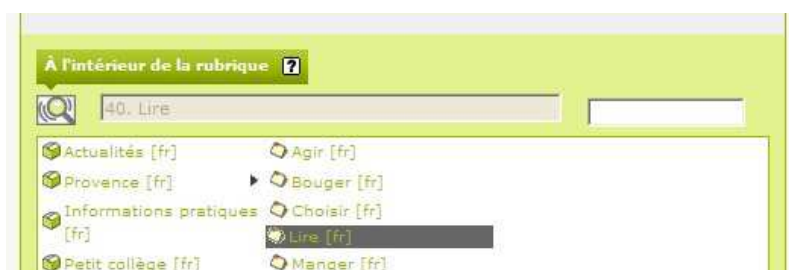 À l'intérieur de la rubrique ?
40. Lire
Actualités [fr]
Agir [fr]
Provence [fr]
Bouger [fr]
Informations pratiques
[fr]
Choisir [fr]
Lire [fr]
Petit collège [fr]
Manger [fr]